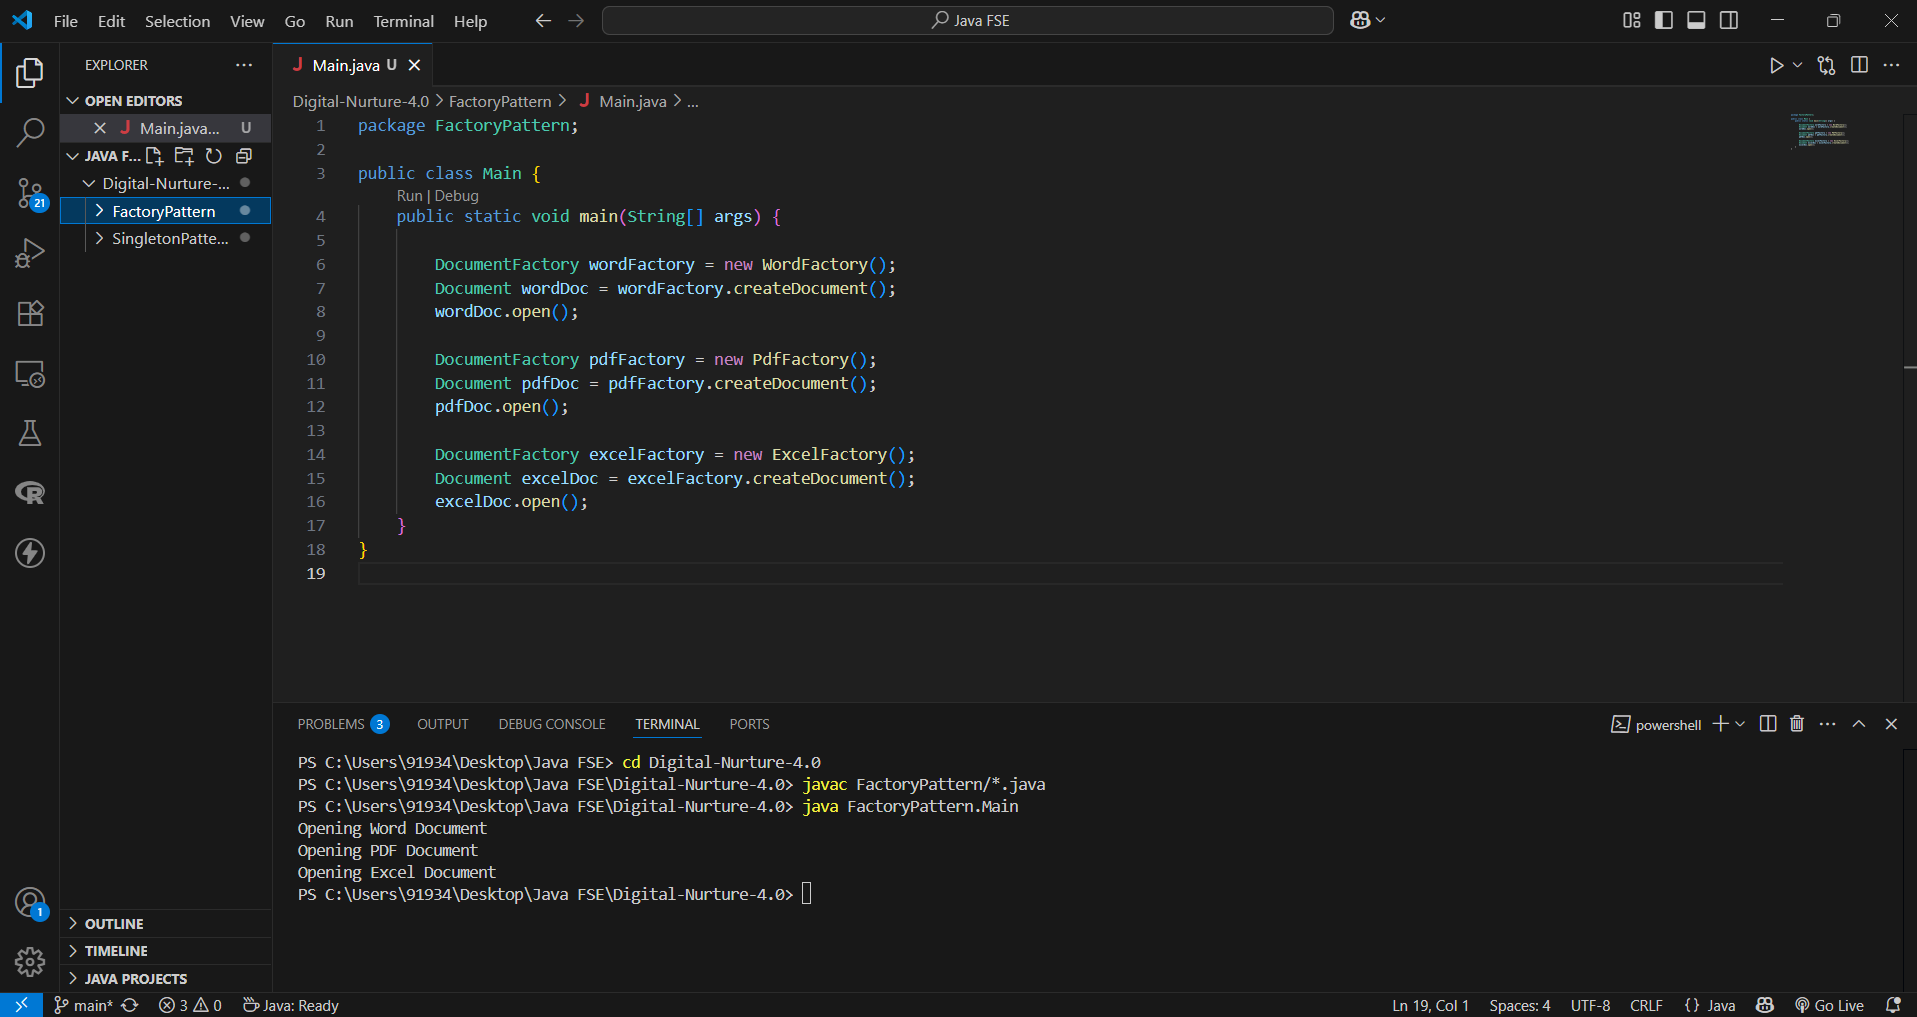 File Edit Selection View Go Run Terminal Help
Java FSE
EXPLORER
OPEN EDITORS
Main.java... U
JAVA F...
Digital-Nurture-...
FactoryPattern
SingletonPatte...
21
1
OUTLINE
TIMELINE
JAVA PROJECTS
Main.java U
Digital-Nurture-4.0 > FactoryPattern > Main.java > ...
1 package FactoryPattern;
2
3 public class Main {
Run | Debug
4 public static void main(String[] args) {
5
6 DocumentFactory wordFactory = new WordFactory();
7 Document wordDoc = wordFactory.createDocument();
8 wordDoc.open();
9
10 DocumentFactory pdfFactory = new PdfFactory();
11 Document pdfDoc = pdfFactory.createDocument();
12 pdfDoc.open();
13
14 DocumentFactory excelFactory = new ExcelFactory();
15 Document excelDoc = excelFactory.createDocument();
16 excelDoc.open();
17 }
18 }
19
PROBLEMS 3 OUTPUT DEBUG CONSOLE TERMINAL PORTS
powershell
PS C:\Users\91934\Desktop\Java FSE> cd Digital-Nurture-4.0
PS C:\Users\91934\Desktop\Java FSE\Digital-Nurture-4.0> javac FactoryPattern/*.java
PS C:\Users\91934\Desktop\Java FSE\Digital-Nurture-4.0> java FactoryPattern.Main
Opening Word Document
Opening PDF Document
Opening Excel Document
PS C:\Users\91934\Desktop\Java FSE\Digital-Nurture-4.0>
main* 3 0 Java: Ready
Ln 19, Col 1 Spaces: 4 UTF-8 CRLF {} Java Go Live